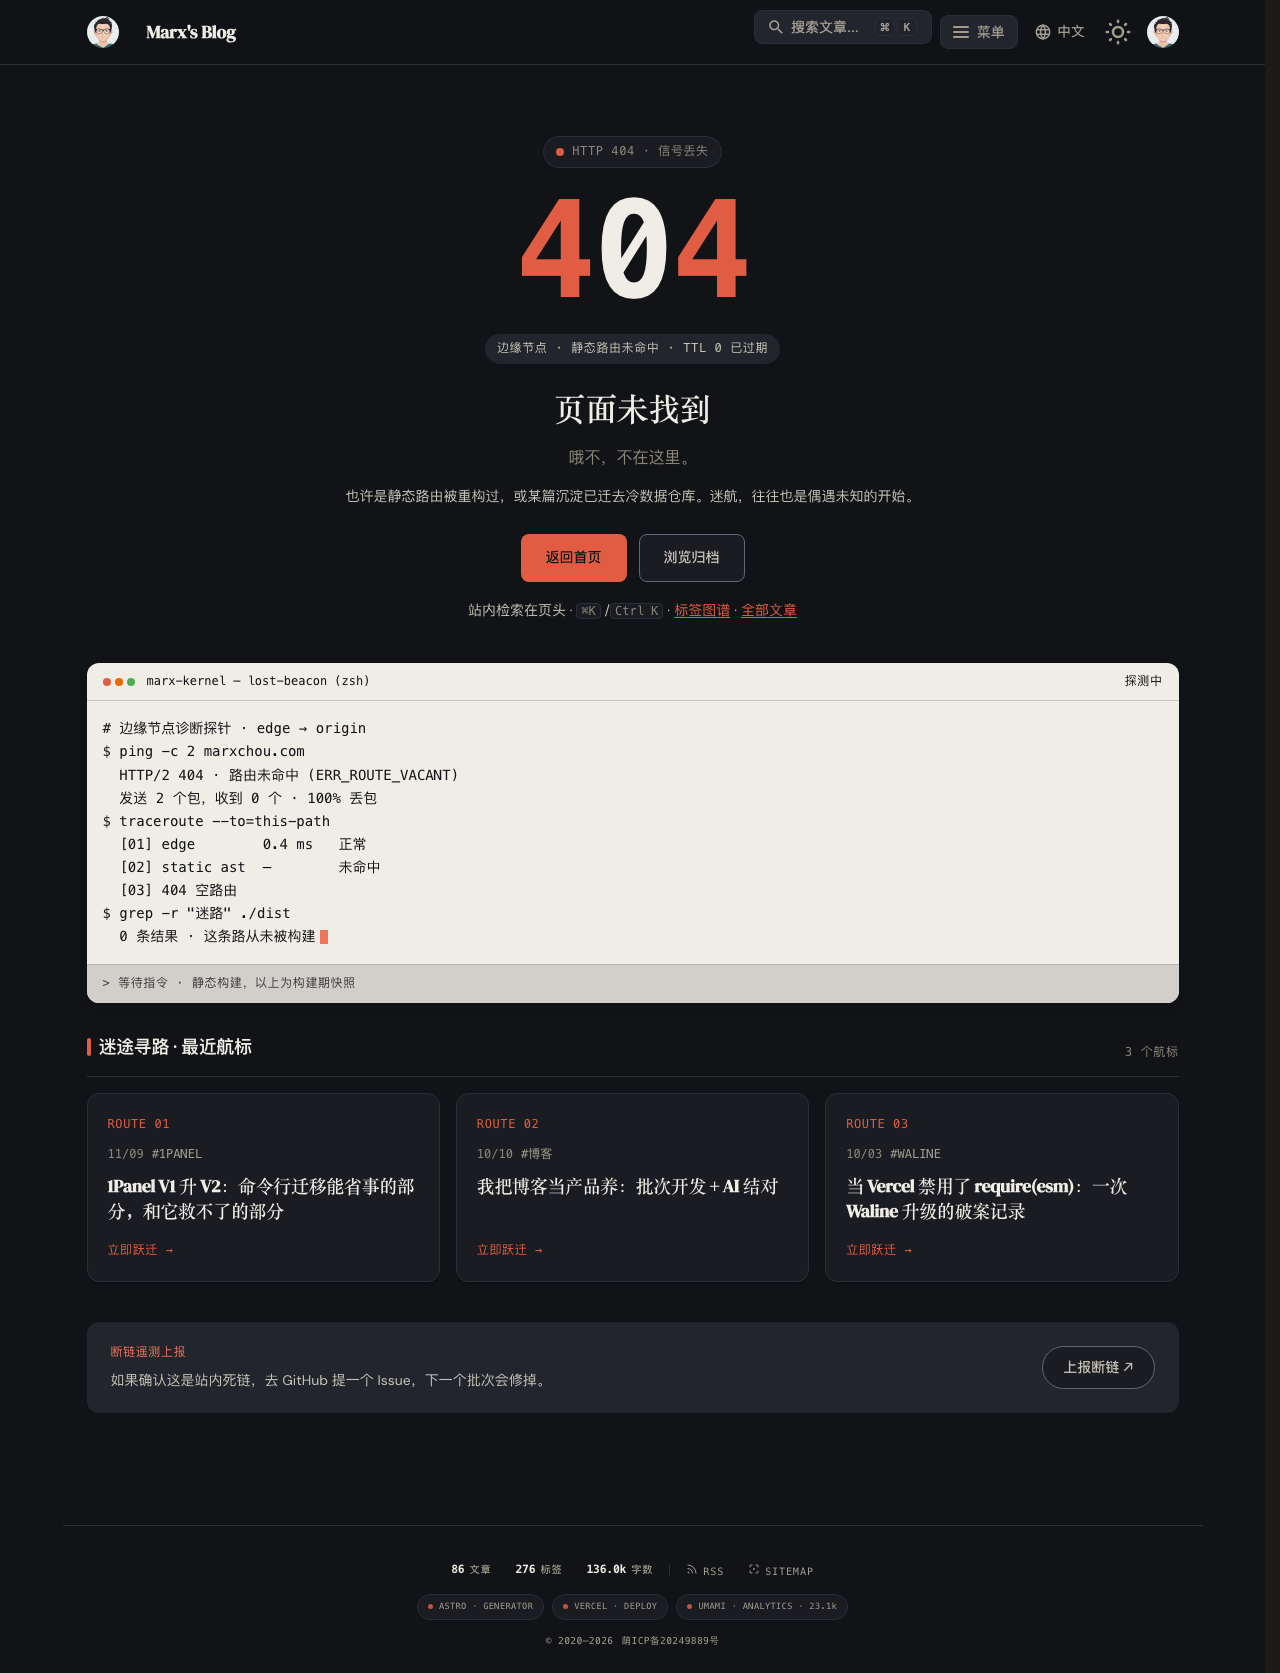 Marx's Blog
搜索文章... ⌘ K
菜单
中文
HTTP 404 · 信号丢失
404
边缘节点 · 静态路由未命中 · TTL 0 已过期
页面未找到
哦不，不在这里。
也许是静态路由被重构过，或某篇沉淀已迁去冷数据仓库。迷航，往往也是偶遇未知的开始。
返回首页 浏览归档
站内检索在页头 · ⌘K / Ctrl K · 标签图谱 · 全部文章
marx-kernel — lost-beacon (zsh) 探测中
# 边缘节点诊断探针 · edge → origin
$ ping -c 2 marxchou.com
HTTP/2 404 · 路由未命中 (ERR_ROUTE_VACANT)
发送 2 个包，收到 0 个 · 100% 丢包
$ traceroute --to=this-path
[01] edge 0.4 ms 正常
[02] static ast — 未命中
[03] 404 空路由
$ grep -r "迷路" ./dist
0 条结果 · 这条路从未被构建
> 等待指令 · 静态构建，以上为构建期快照
迷途寻路 · 最近航标 3 个航标
ROUTE 01
11/09 #1PANEL
1Panel V1 升 V2：命令行迁移能省事的部分，和它救不了的部分
立即跃迁 →
ROUTE 02
10/10 #博客
我把博客当产品养：批次开发 + AI 结对
立即跃迁 →
ROUTE 03
10/03 #WALINE
当 Vercel 禁用了 require(esm)：一次 Waline 升级的破案记录
立即跃迁 →
断链遥测上报
如果确认这是站内死链，去 GitHub 提一个 Issue，下一个批次会修掉。
上报断链 ↗
86 文章 276 标签 136.0k 字数 RSS SITEMAP
ASTRO · GENERATOR VERCEL · DEPLOY UMAMI · ANALYTICS · 23.1k
© 2020—2026 萌ICP备20249889号